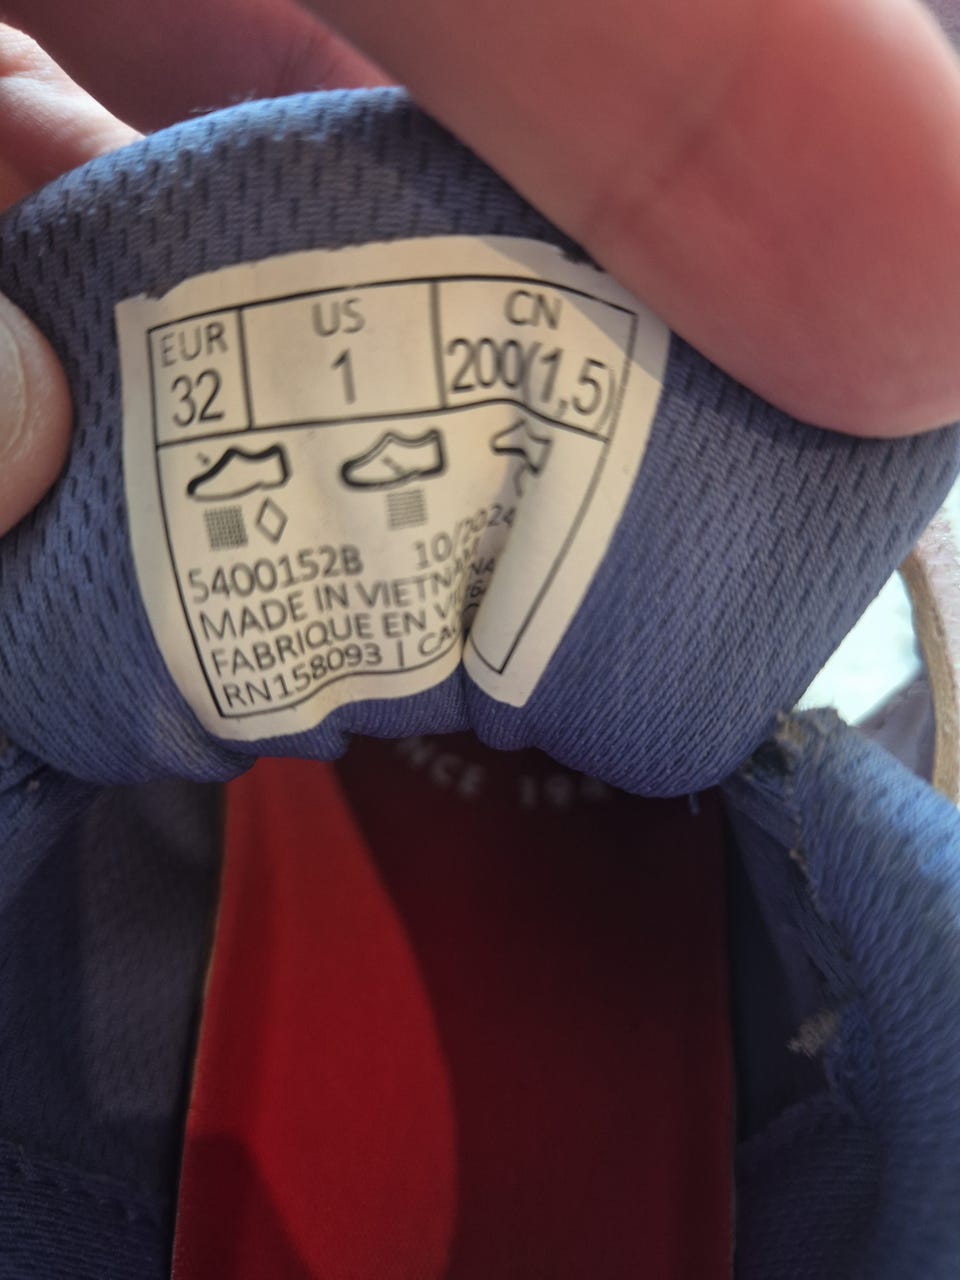 EUR US CN
32 1 200(1,5)
5400152B 10/2024
MADE IN VIETNAM
FABRIQUE EN
RN158093 |